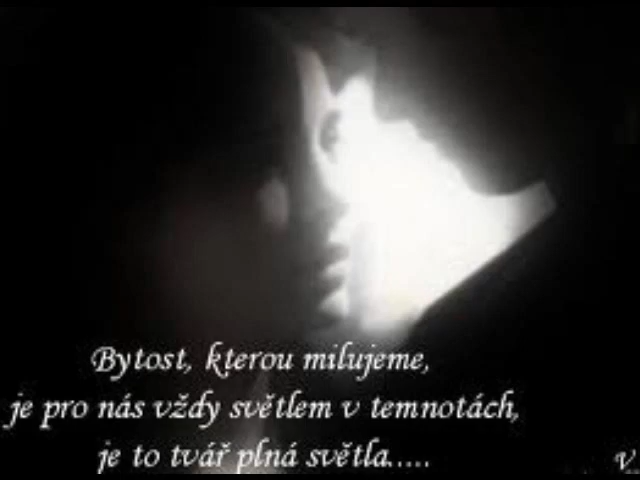 Bytost, kterou milujeme,
je pro nás vždy světlem v temnotách,
je to tvář plná světla.....
V...